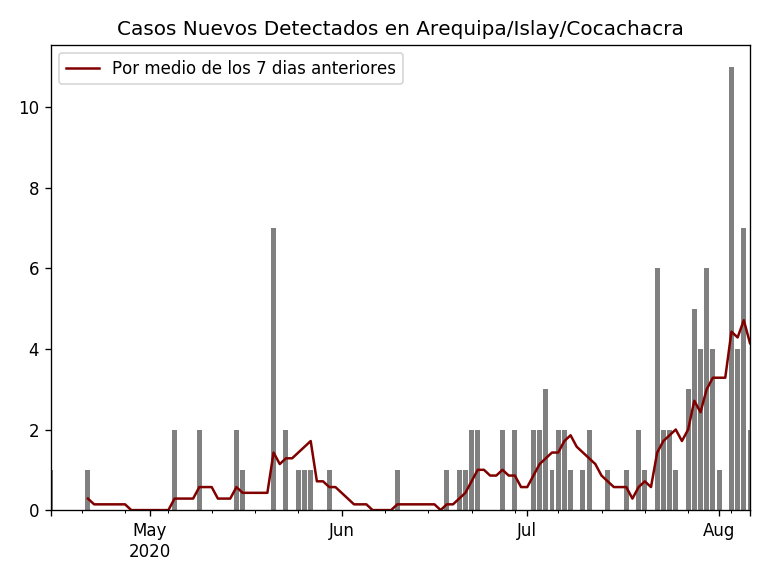 Casos Nuevos Detectados en Arequipa/Islay/Cocachacra
Por medio de los 7 dias anteriores
10
8
6
4
2
0
May
2020
Jun
Jul
Aug